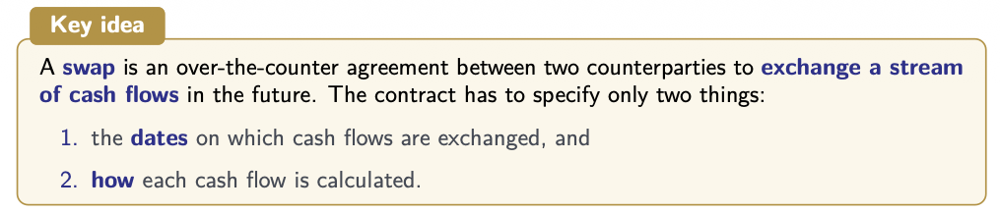 Key idea
A swap is an over-the-counter agreement between two counterparties to exchange a stream
of cash flows in the future. The contract has to specify only two things:
1. the dates on which cash flows are exchanged, and
2. how each cash flow is calculated.